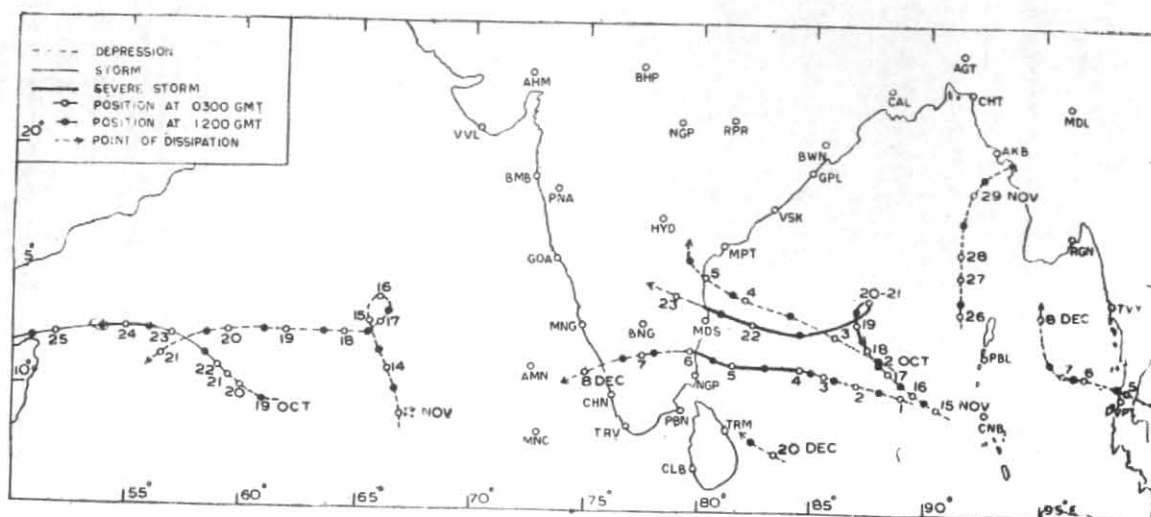 DEPRESSION
STORM
SEVERE STORM
POSITION AT 0300 GMT
POSITION AT 1200 GMT
POINT OF DISSIPATION
20°
10°
AHM
BHP
AGT
CAL
CHT
MDL
VVL
NGP
RPR
BWN
AKB
BMB
PNA
GPL
29 NOV
HYD
VSK
RGN
GOA
MPT
28
27
26
16
15
17
5
4
23
20-21
TVY
25
24
23
20
19
18
MNG
BNG
MDS
22
3
19
8 DEC
21
22
21
20
19 OCT
14
AMN
8 DEC
7
6
5
4
3
2
18
2 OCT
17
16
1
15 NOV
PBL
7
6
5
CHN
NGP
NOV
MNC
TRV
PBN
TRM
20 DEC
CNB
CLB
55°
60°
65°
70°
75°
80°
85°
90°
95°E